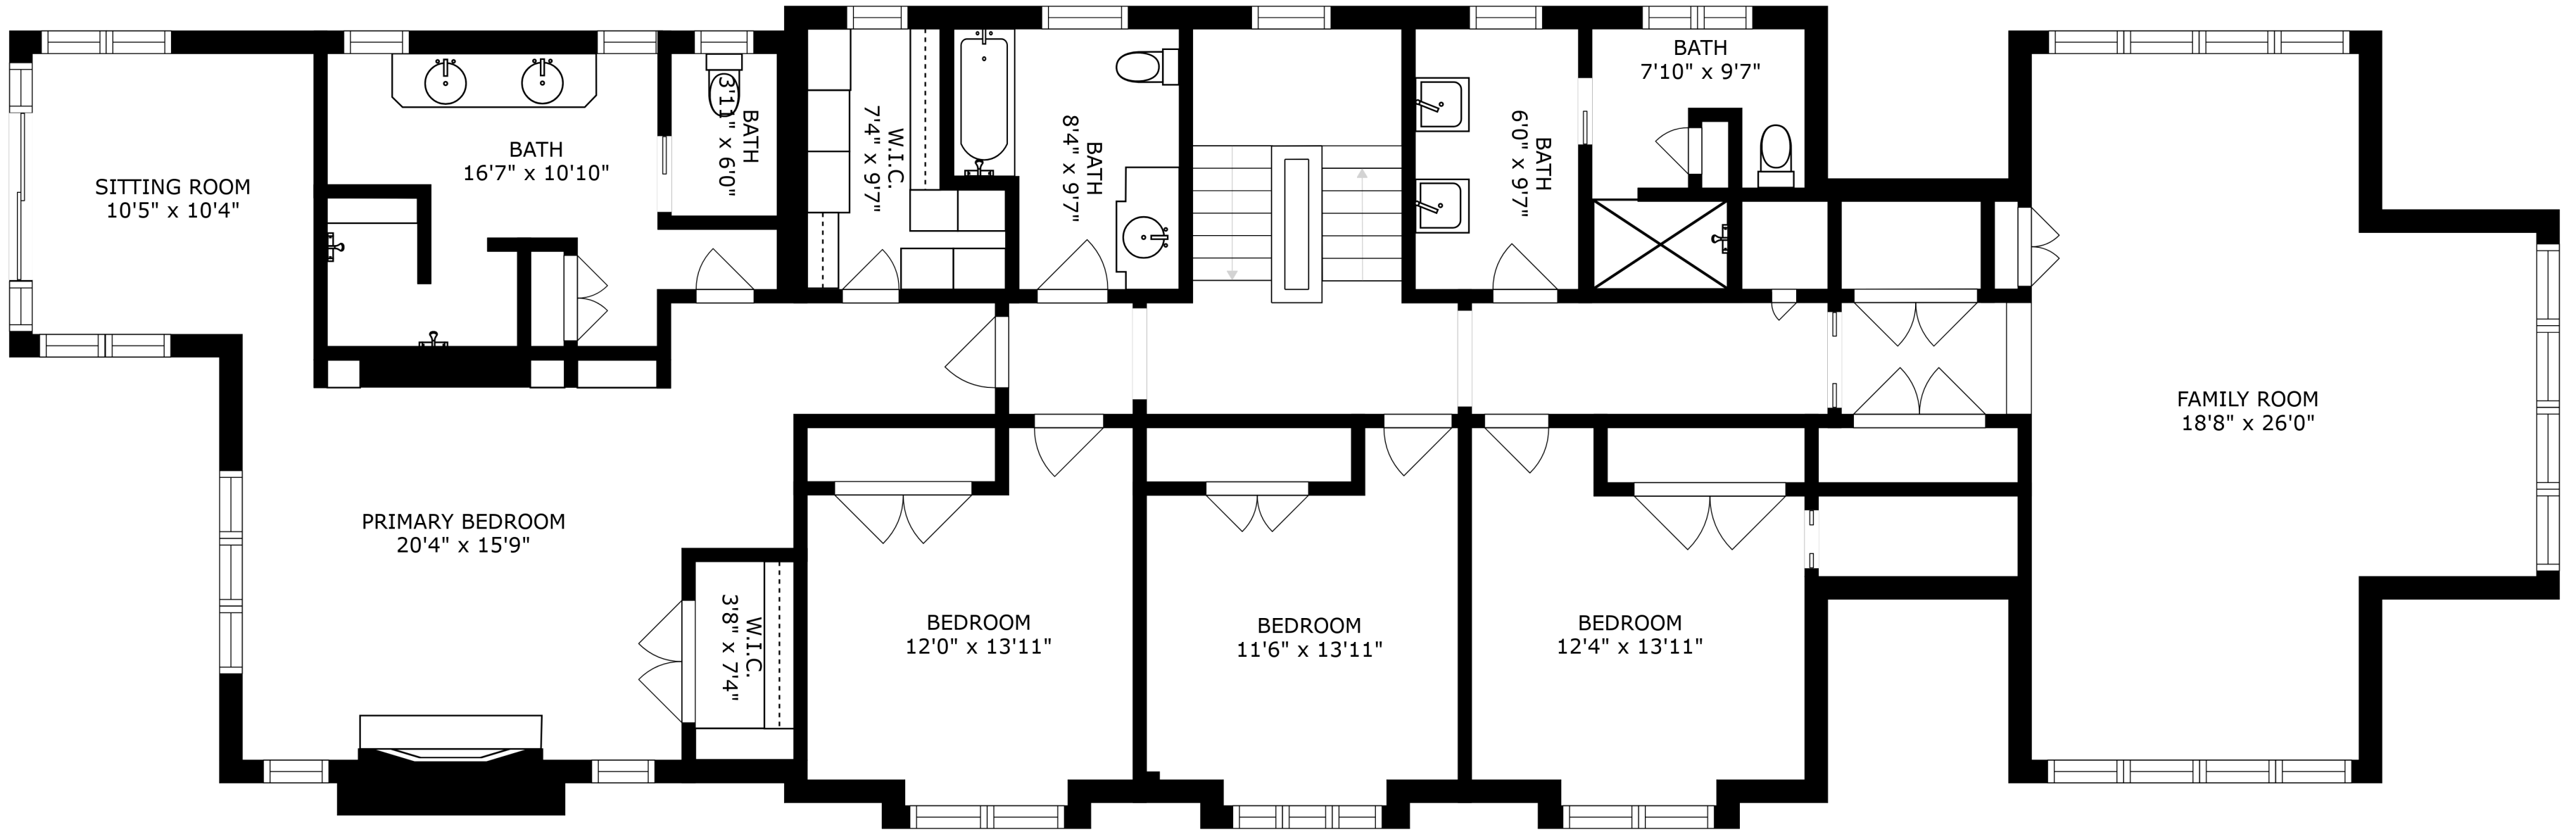 SITTING ROOM
10'5" x 10'4"
BATH
16'7" x 10'10"
BATH
3'11" x 6'0"
W.I.C.
7'4" x 9'7"
BATH
8'4" x 9'7"
BATH
6'0" x 9'7"
BATH
7'10" x 9'7"
FAMILY ROOM
18'8" x 26'0"
PRIMARY BEDROOM
20'4" x 15'9"
W.I.C.
3'8" x 7'4"
BEDROOM
12'0" x 13'11"
BEDROOM
11'6" x 13'11"
BEDROOM
12'4" x 13'11"